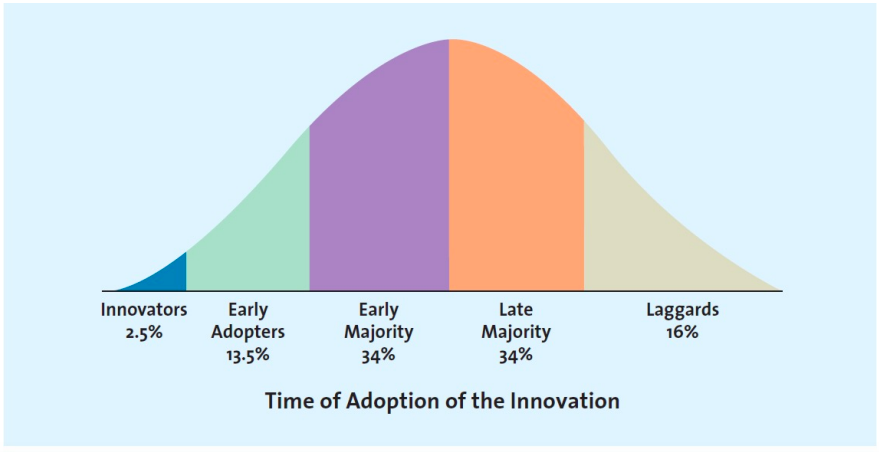 Innovators
2.5%
Early
Adopters
13.5%
Early
Majority
34%
Late
Majority
34%
Laggards
16%
Time of Adoption of the Innovation